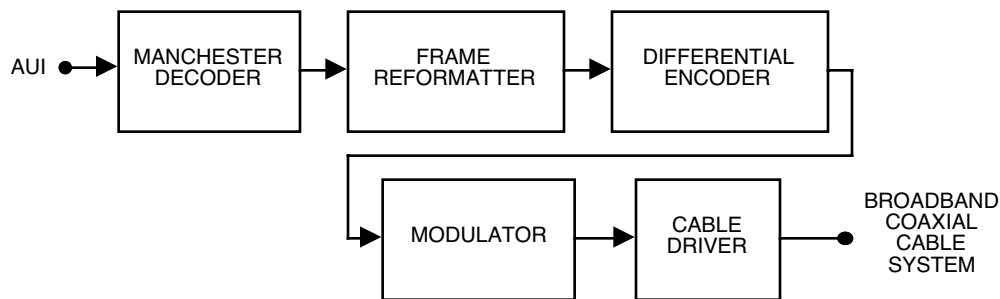 AUI
MANCHESTER
DECODER
FRAME
REFORMATTER
DIFFERENTIAL
ENCODER
MODULATOR
CABLE
DRIVER
BROADBAND
COAXIAL
CABLE
SYSTEM